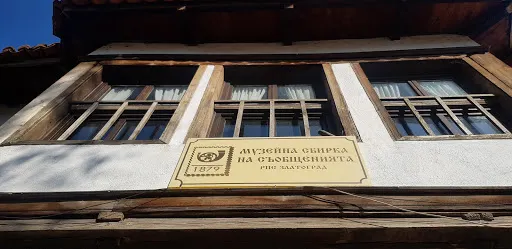 МУЗЕЙНА СБИРКА
НА СЪОБЩЕНИЯТА
РПС ЗЛАТОГРАД
1879